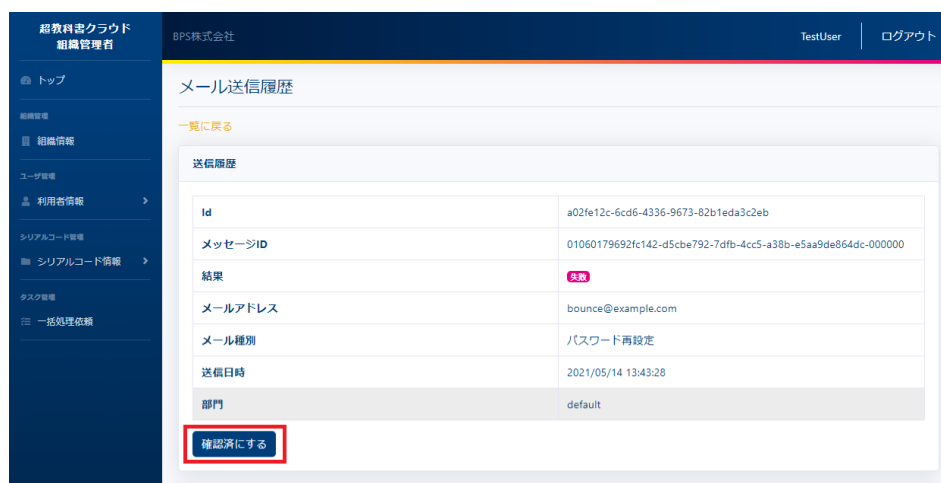 超教科書クラウド
組織管理者
BPS株式会社
TestUser
ログアウト
トップ
メール送信履歴
組織管理
組織情報
一覧に戻る
ユーザ管理
利用者情報
シリアルコード管理
シリアルコード情報
タスク管理
一括処理依頼
送信履歴
Id a02fe12c-6cd6-4336-9673-82b1eda3c2eb
メッセージID 01060179692fc142-d5cbe792-7dfb-4cc5-a38b-e5aa9de864dc-000000
結果 失敗
メールアドレス bounce@example.com
メール種別 パスワード再設定
送信日時 2021/05/14 13:43:28
部門 default
確認済にする